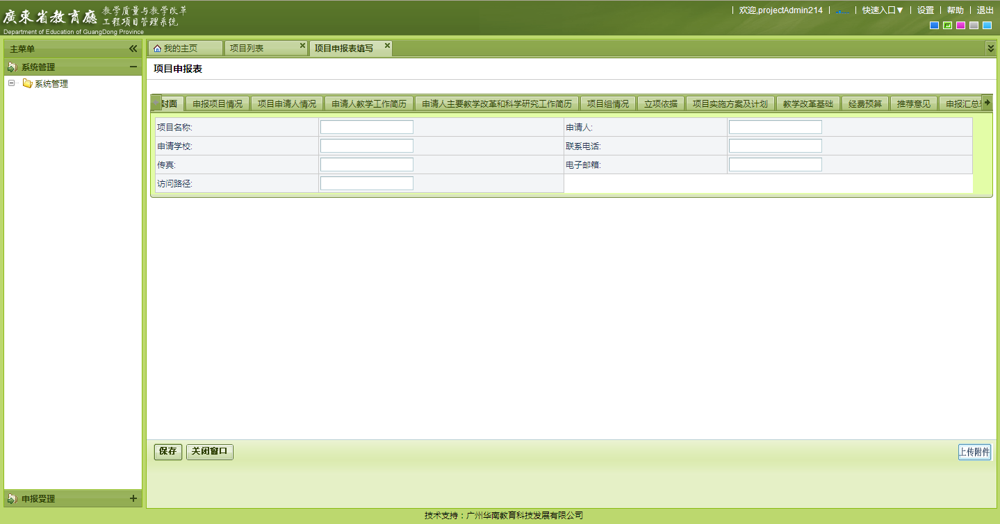 廣東省教育廳
教学质量与教学改革
工程项目管理系统
Department of Education of GuangDong Province
欢迎,projectAdmin214 快速入口▼ 设置 帮助 退出
主菜单
系统管理
系统管理
申报受理
我的主页 项目列表 项目申报表填写
项目申报表
封面 申报项目情况 项目申请人情况 申请人教学工作简历 申请人主要教学改革和科学研究工作简历 项目组情况 立项依据 项目实施方案及计划 教学改革基础 经费预算 推荐意见 申报汇总
项目名称: 申请人:
申请学校: 联系电话:
传真: 电子邮箱:
访问路径:
保存 关闭窗口 上传附件
技术支持：广州华南教育科技发展有限公司